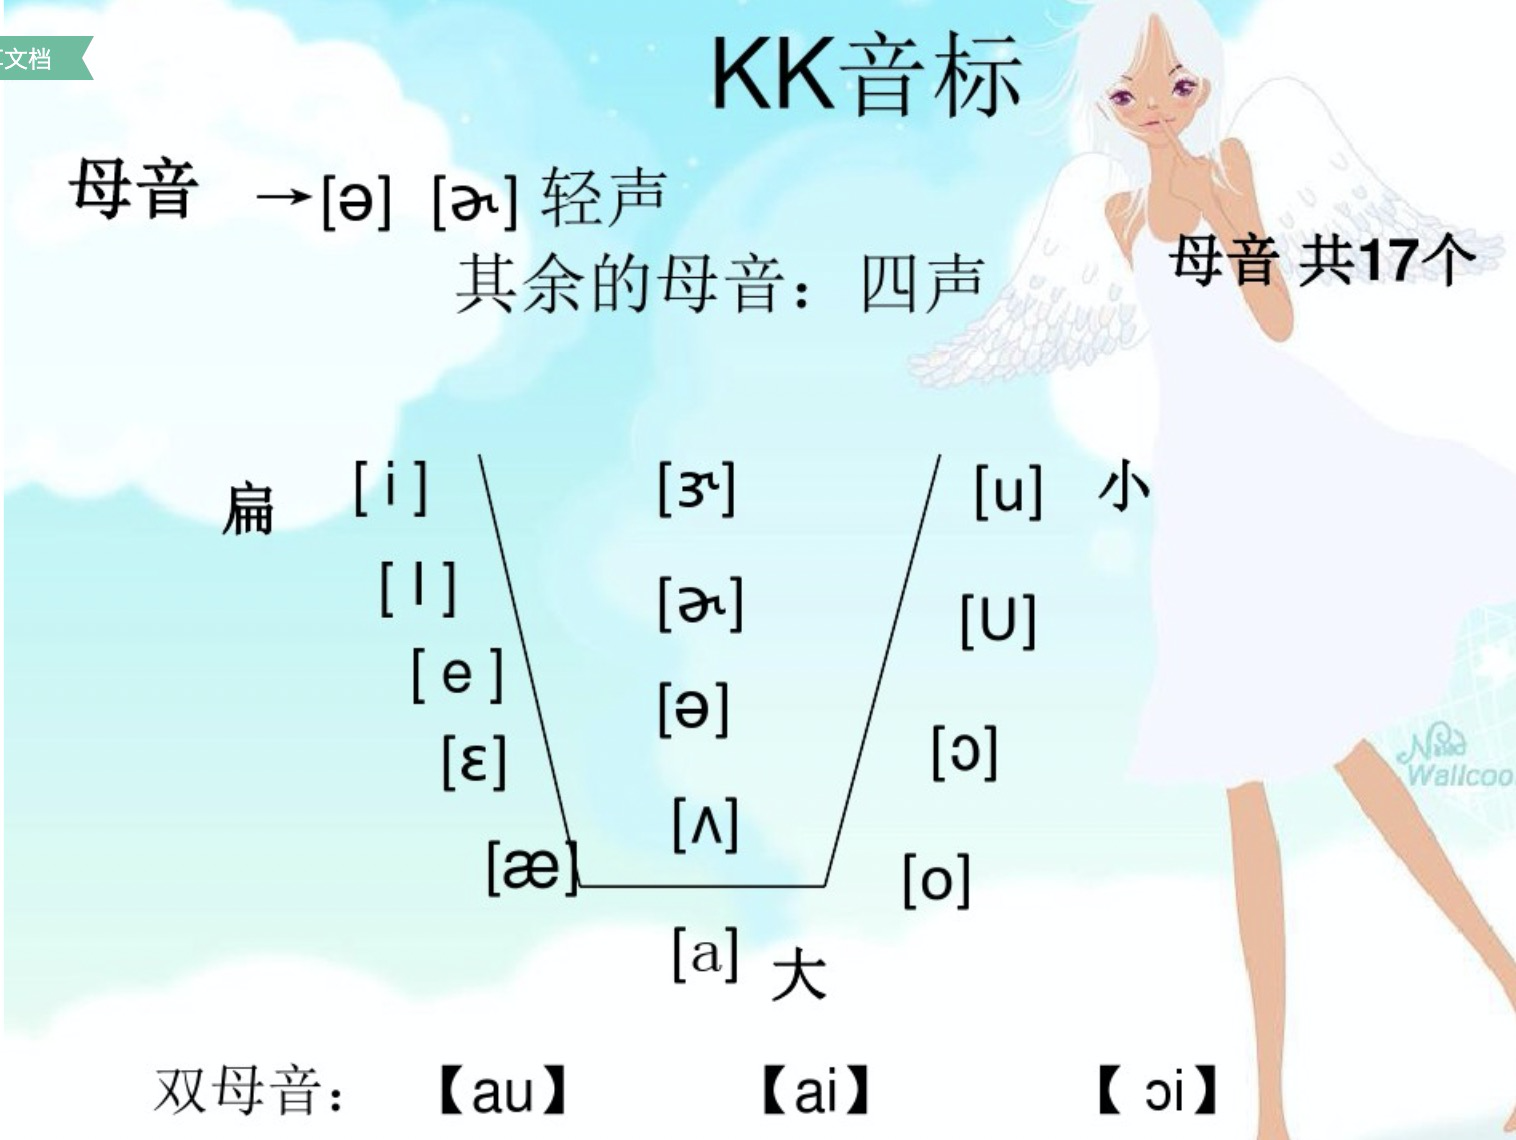 文档
KK音标
母音 →[ə] [ɚ] 轻声
其余的母音：四声
母音 共17个
扁 [ i ] [ɝ] [u] 小
[ I ] [ɚ] [U]
[ e ] [ə]
[ɛ] [ɔ]
[æ] [ʌ] [o]
[a] 大
双母音： 【au】 【ai】 【 ɔi】
Wallcoo